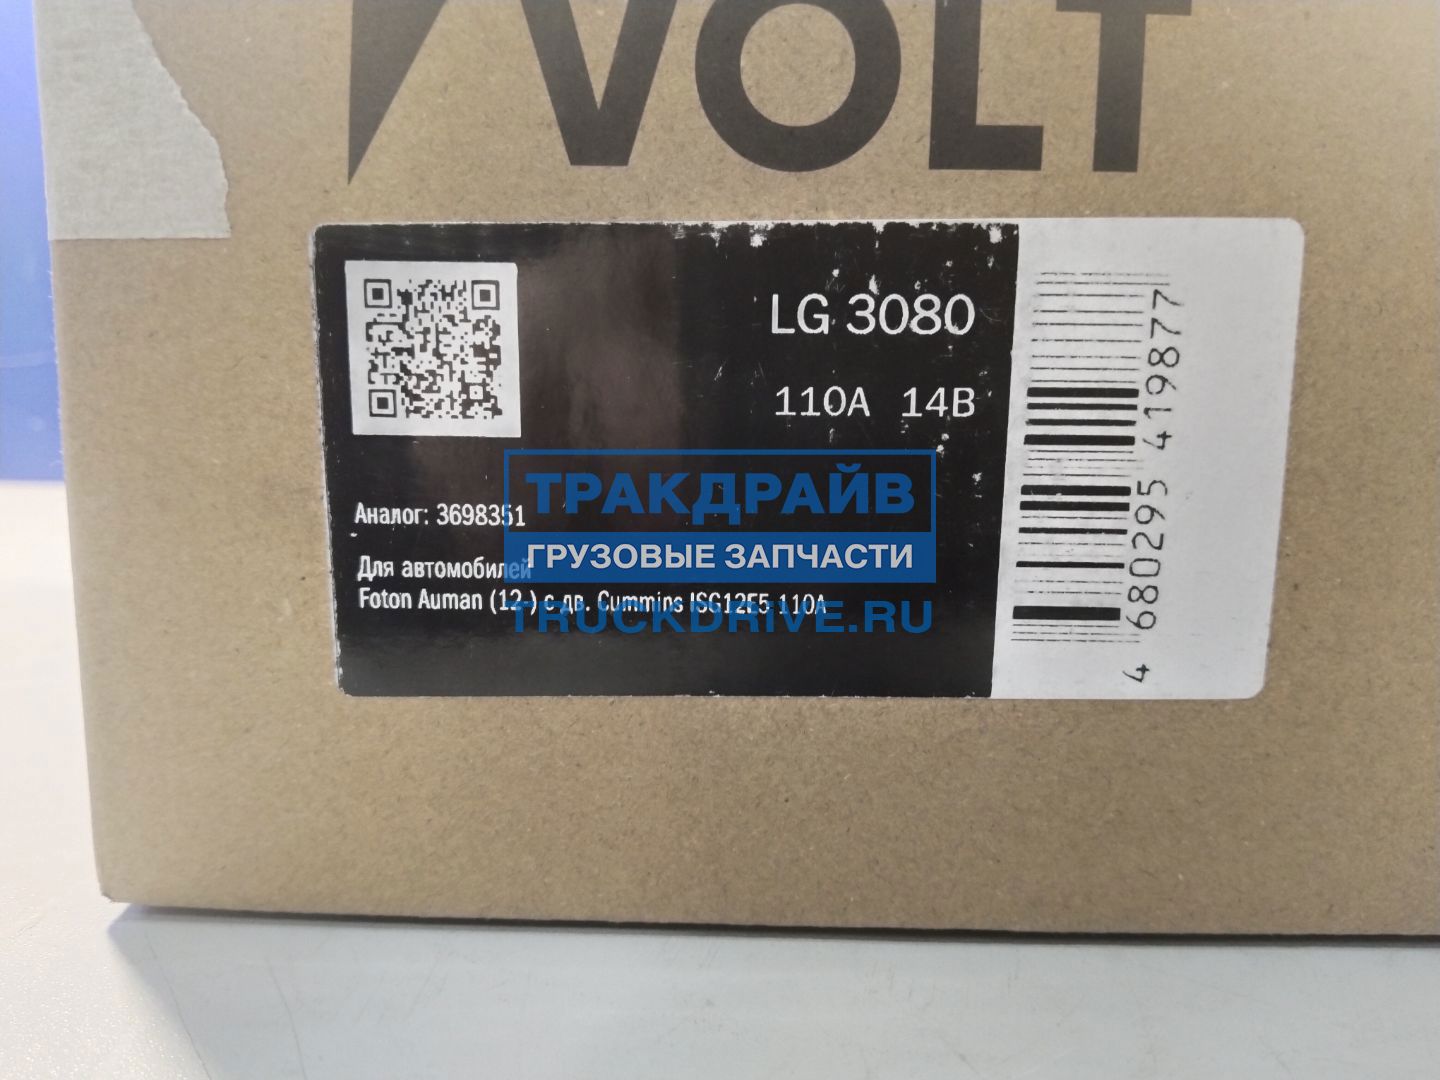 VOLT
LG 3080
110A 14В
Аналог: 3698351
Для автомобилей
Foton Auman (12-) с дв. Cummins ISG12E5 110A
4 680295 419877
ТРАКДРАЙВ
ГРУЗОВЫЕ ЗАПЧАСТИ
TRUCKDRIVE.RU